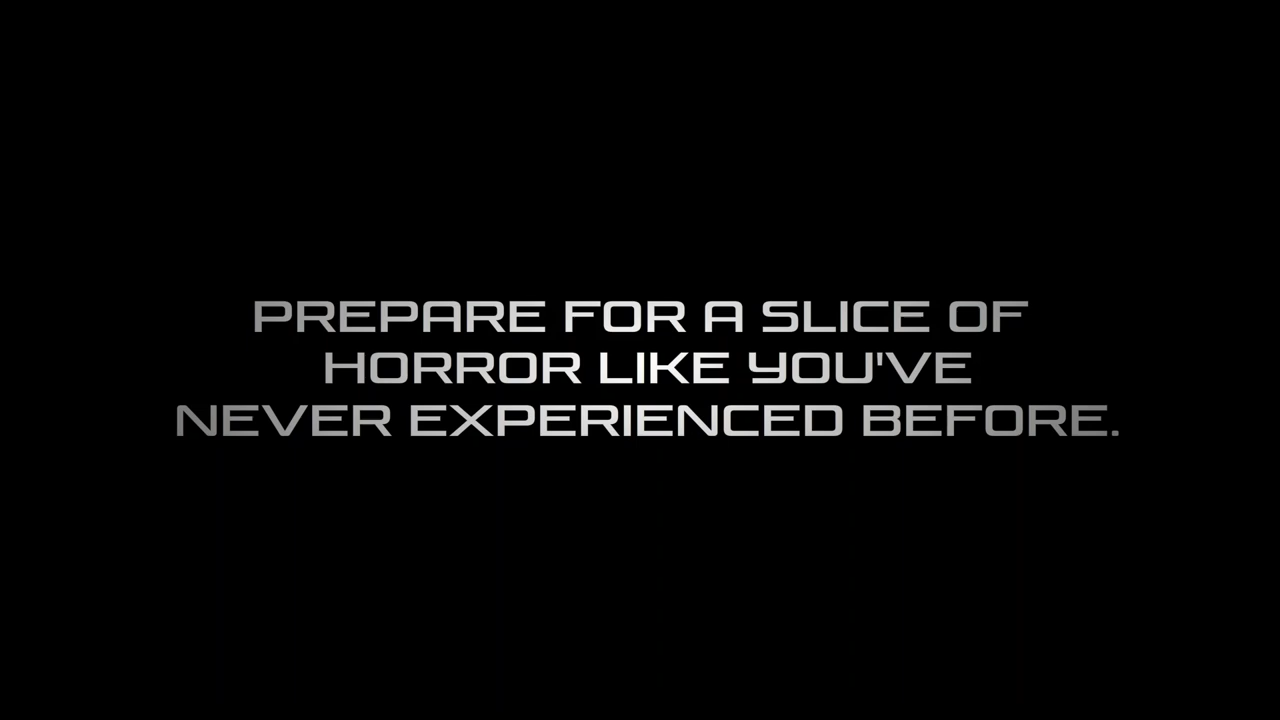 PREPARE FOR A SLICE OF
HORROR LIKE YOU'VE
NEVER EXPERIENCED BEFORE.